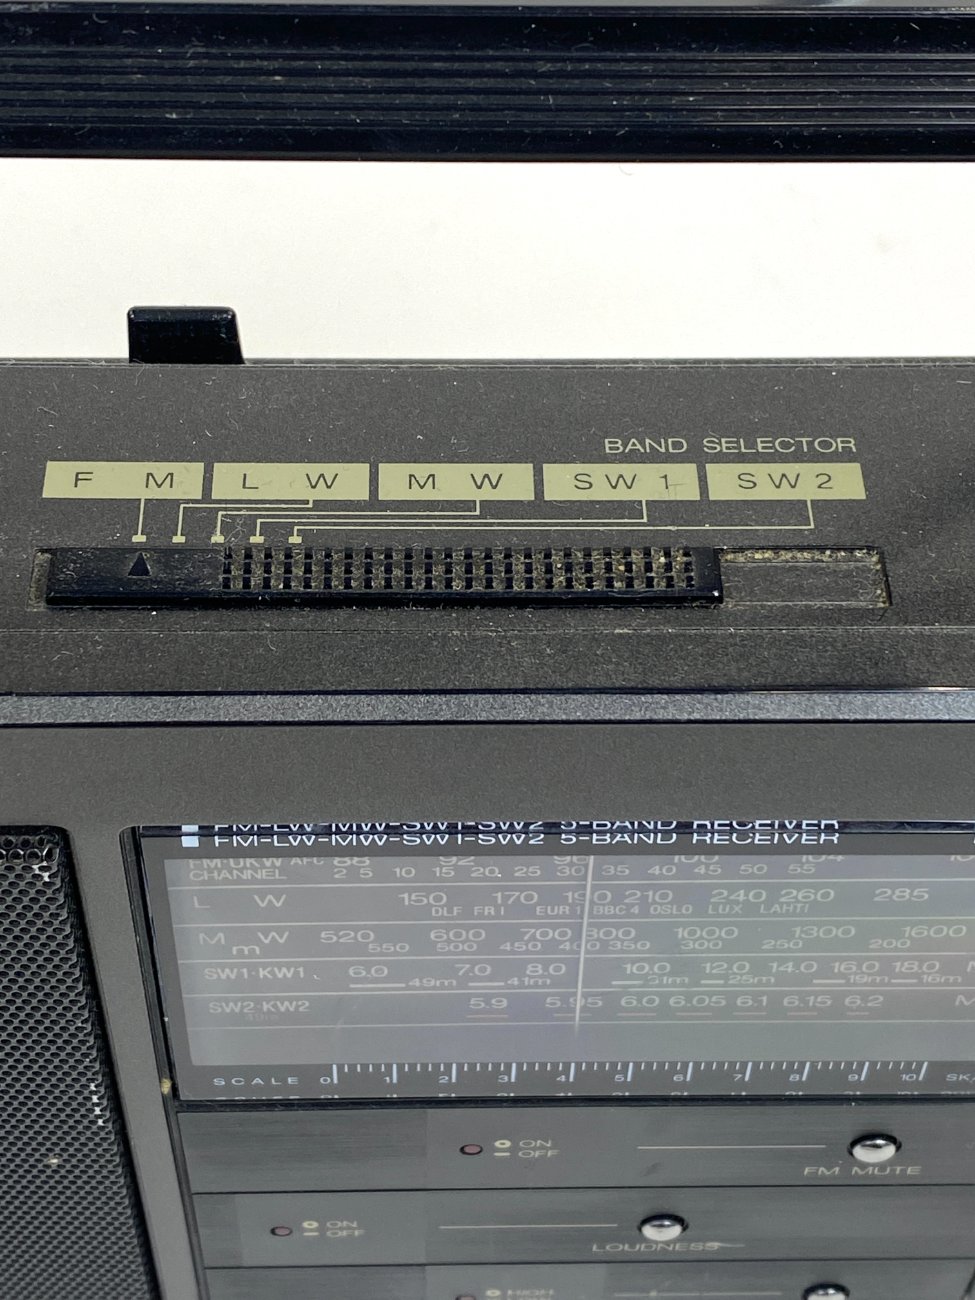 BAND SELECTOR
FM LW MW SW1 SW2
FM-LW-MW-SW1-SW2 5-BAND RECEIVER
FM-UKW AFC 88 92 96 100 104
CHANNEL 2 5 10 15 20 25 30 35 40 45 50 55
LW 150 170 190 210 240 260 285
DLF FRI EUR1 BBC4 OSLO LUX LAHTI
MW 520 600 700 800 1000 1300 1600
m 550 500 450 400 350 300 250 200
SW1·KW1 6.0 7.0 8.0 10.0 12.0 14.0 16.0 18.0 M
49m 41m 31m 25m 19m 16m
SW2·KW2 5.9 5.95 6.0 6.05 6.1 6.15 6.2 M
49m
SCALE 0 1 2 3 4 5 6 7 8 9 10
ON
OFF
FM MUTE
ON
OFF
LOUDNESS
HIGH